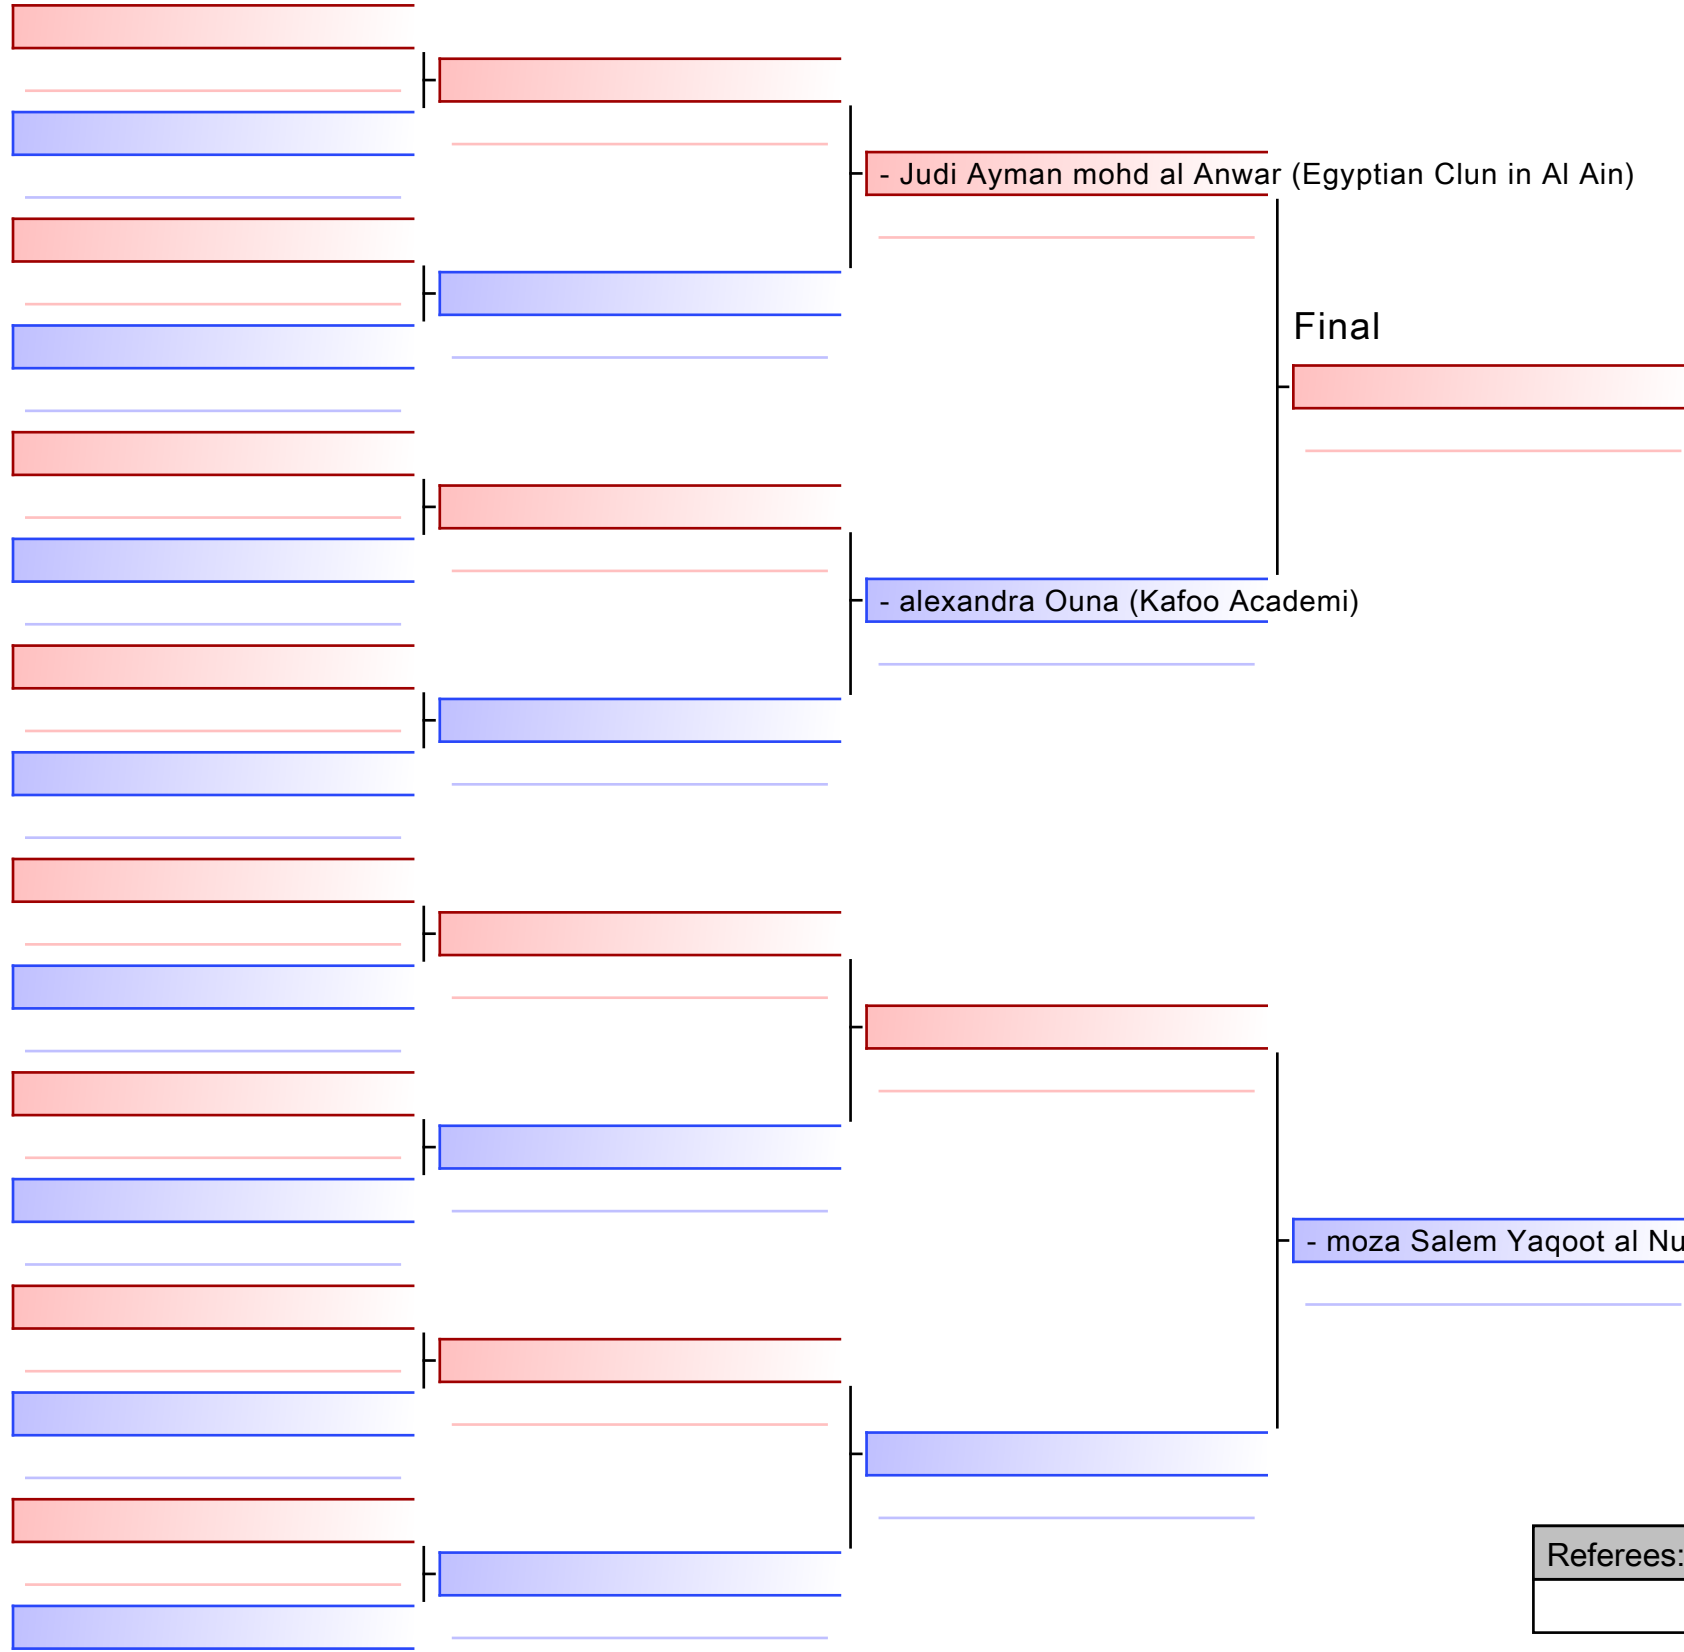 - Judi Ayman mohd al Anwar (Egyptian Clun in Al Ain)
Final
- alexandra Ouna (Kafoo Academi)
- moza Salem Yaqoot al
Referees: